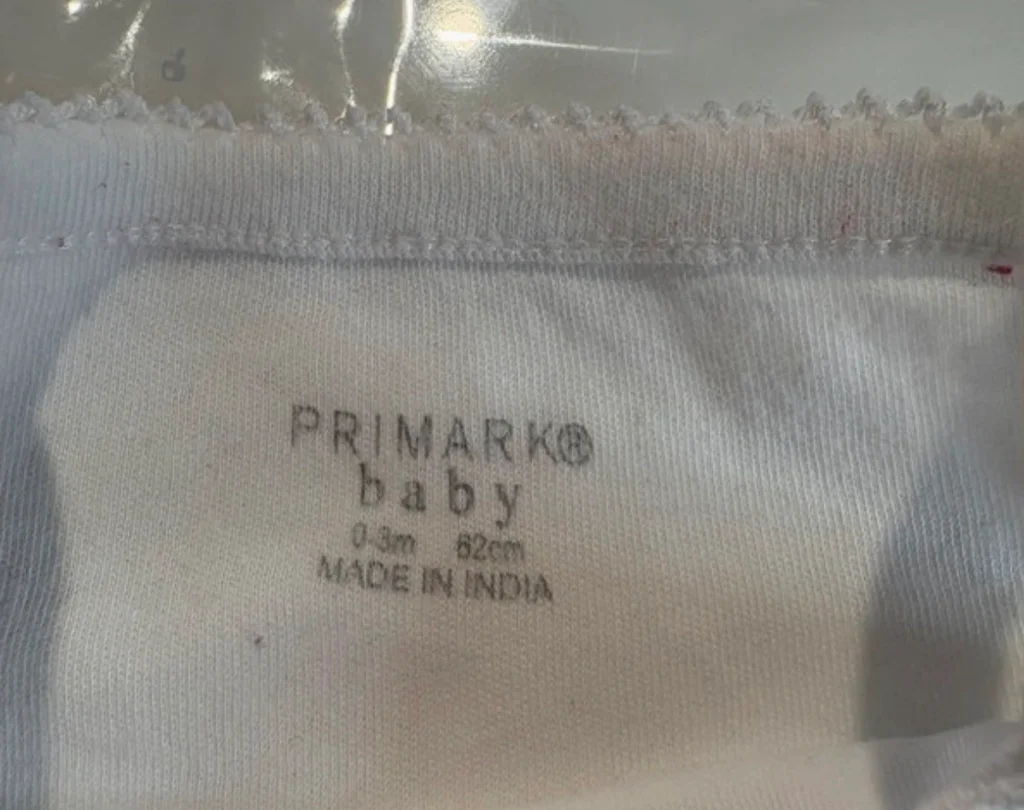 PRIMARK®
baby
0-3m 62cm
MADE IN INDIA